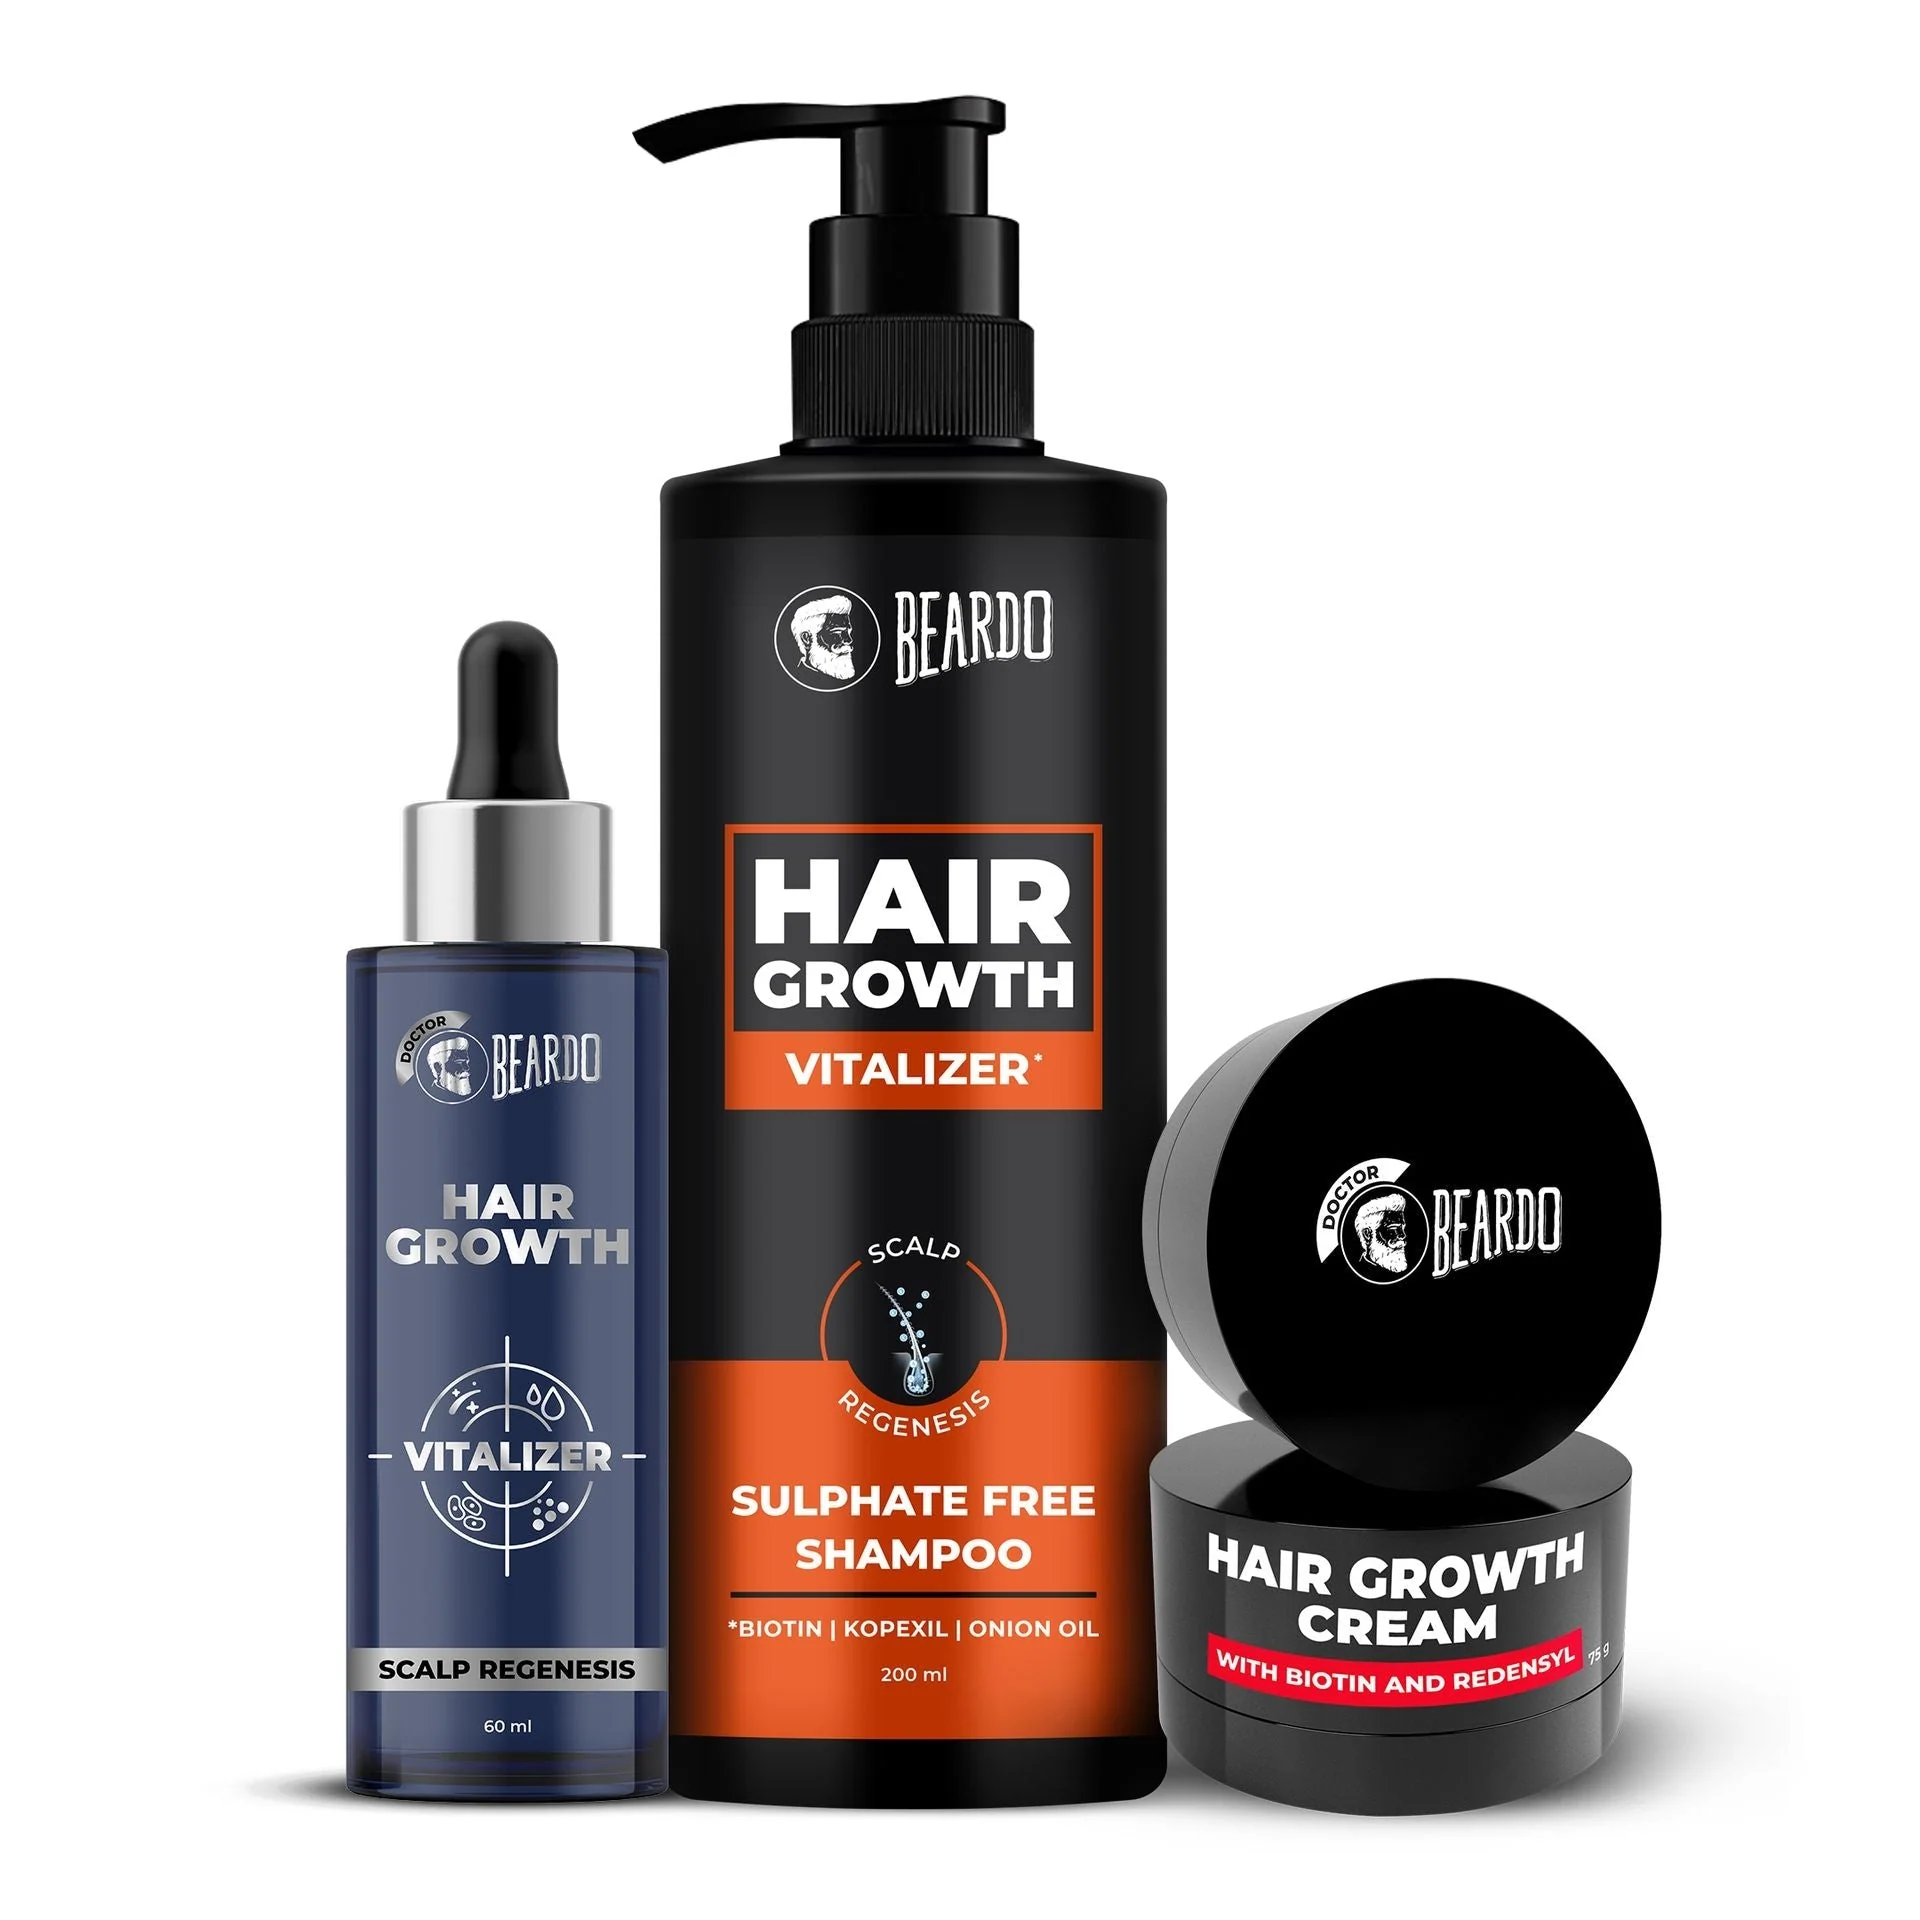 DOCTOR
BEARDO
HAIR
GROWTH
VITALIZER
SCALP REGENESIS
60 ml
BEARDO
HAIR
GROWTH
VITALIZER*
SCALP
REGENESIS
SULPHATE FREE
SHAMPOO
*BIOTIN | KOPEXIL | ONION OIL
200 ml
DOCTOR
BEARDO
HAIR GROWTH
CREAM
WITH BIOTIN AND REDENSYL
75 g